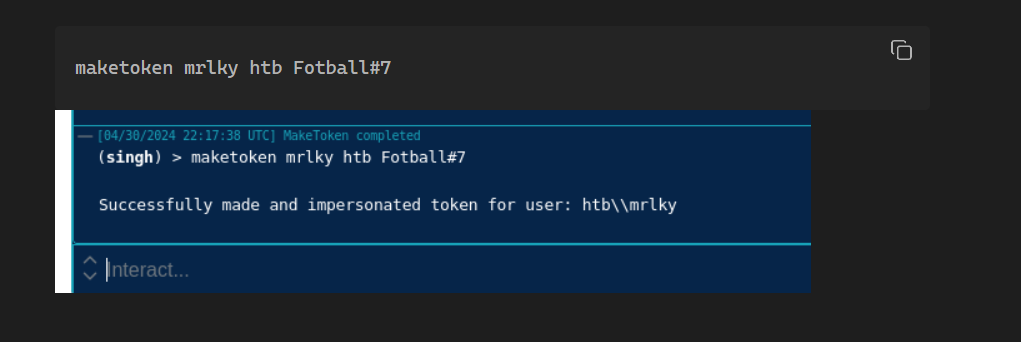 maketoken mrlky htb Fotball#7
[04/30/2024 22:17:38 UTC] MakeToken completed
(singh) > maketoken mrlky htb Fotball#7
Successfully made and impersonated token for user: htb\\mrlky
Interact...